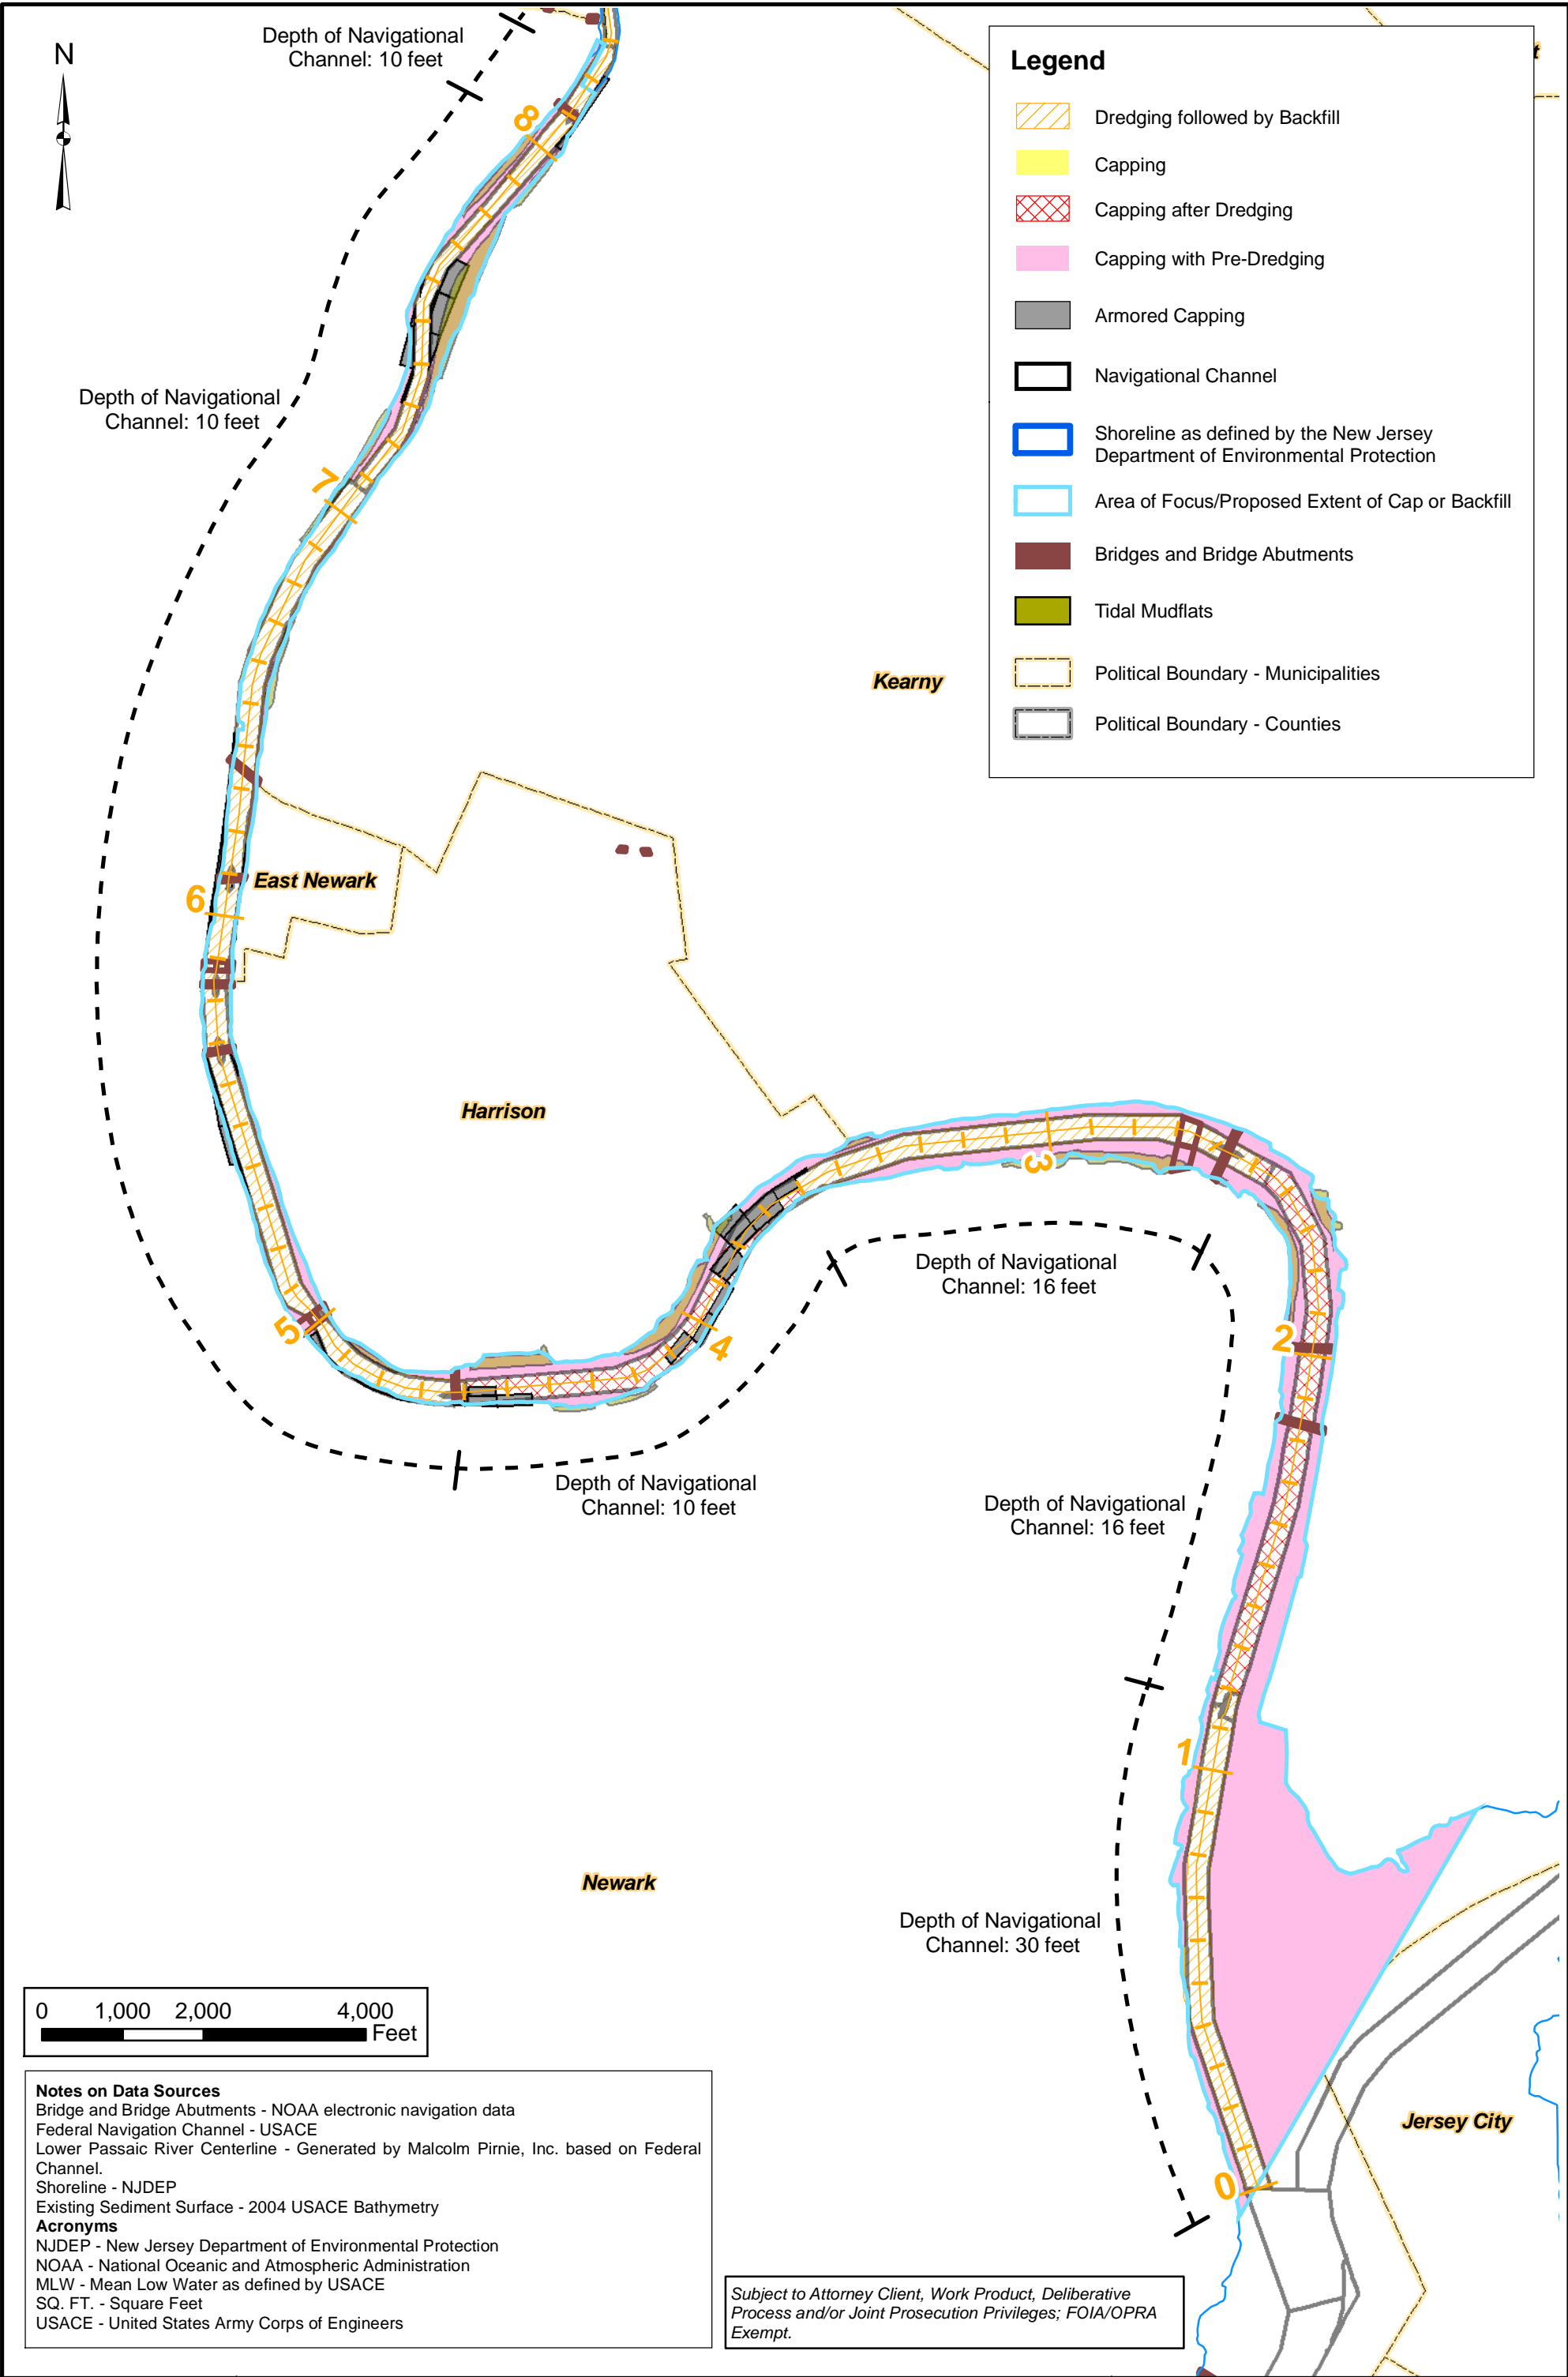 N
Depth of Navigational
Channel: 10 feet
8
Legend
Dredging followed by Backfill
Capping
Capping after Dredging
Capping with Pre-Dredging
Armored Capping
Navigational Channel
Shoreline as defined by the New Jersey
Department of Environmental Protection
Area of Focus/Proposed Extent of Cap or Backfill
Bridges and Bridge Abutments
Tidal Mudflats
Political Boundary - Municipalities
Political Boundary - Counties
t
Depth of Navigational
Channel: 10 feet
7
Kearny
East Newark
6
Harrison
3
Depth of Navigational
Channel: 16 feet
5
4
2
Depth of Navigational
Channel: 10 feet
Depth of Navigational
Channel: 16 feet
1
Newark
Depth of Navigational
Channel: 30 feet
0 1,000 2,000 4,000
Feet
Jersey City
0
Notes on Data Sources
Bridge and Bridge Abutments - NOAA electronic navigation data
Federal Navigation Channel - USACE
Lower Passaic River Centerline - Generated by Malcolm Pirnie, Inc. based on Federal
Channel.
Shoreline - NJDEP
Existing Sediment Surface - 2004 USACE Bathymetry
Acronyms
NJDEP - New Jersey Department of Environmental Protection
NOAA - National Oceanic and Atmospheric Administration
MLW - Mean Low Water as defined by USACE
SQ. FT. - Square Feet
USACE - United States Army Corps of Engineers
Subject to Attorney Client, Work Product, Deliberative
Process and/or Joint Prosecution Privileges; FOIA/OPRA
Exempt.